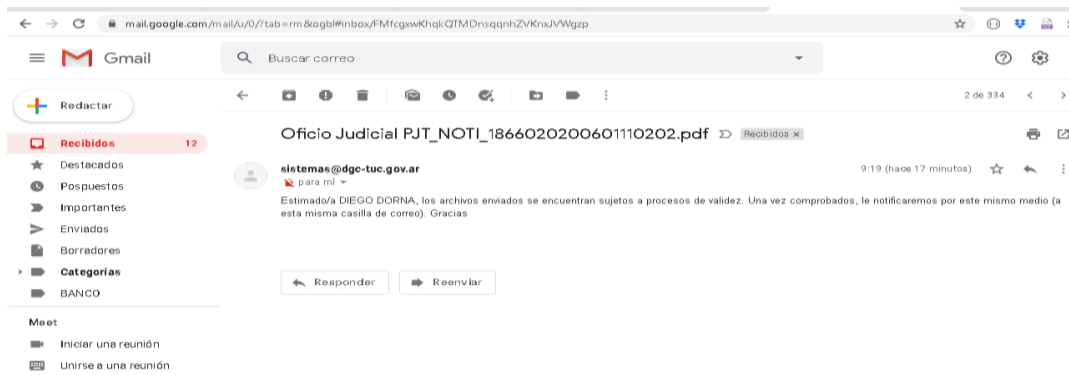 mail.google.com/mail/u/0/?tab=rm&ogbl#inbox/FMfcgxwKhqkQTMDnsqqnhZVKnxJVWgzp
Gmail
Buscar correo
Redactar
2 de 334
Oficio Judicial PJT_NOTI_1866020200601110202.pdf
Recibidos x
Recibidos 12
Destacados
sistemas@dgc-tuc.gov.ar
9:19 (hace 17 minutos)
para mí
Pospuestos
Estimado/a DIEGO DORNA, los archivos enviados se encuentran sujetos a procesos de validez. Una vez comprobados, le notificaremos por este mismo medio (a
esta misma casilla de correo). Gracias
Importantes
Enviados
Borradores
Categorías
BANCO
Responder
Reenviar
Meet
Iniciar una reunión
Unirse a una reunión